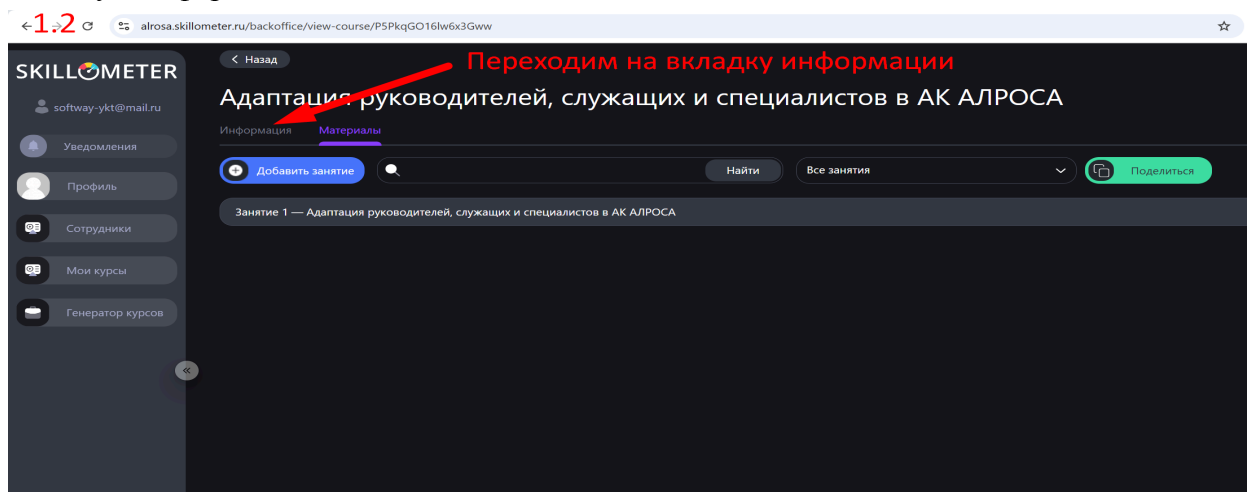 1.2
alrosa.skillometer.ru/backoffice/view-course/P5PkqGO16lw6x3Gww
SKILLOMETER
softway-ykt@mail.ru
Уведомления
Профиль
Сотрудники
Мои курсы
Генератор курсов
Назад
Переходим на вкладку информации
Адаптация руководителей, служащих и специалистов в АК АЛРОСА
Информация Материалы
Добавить занятие Найти Все занятия Поделиться
Занятие 1 — Адаптация руководителей, служащих и специалистов в АК АЛРОСА